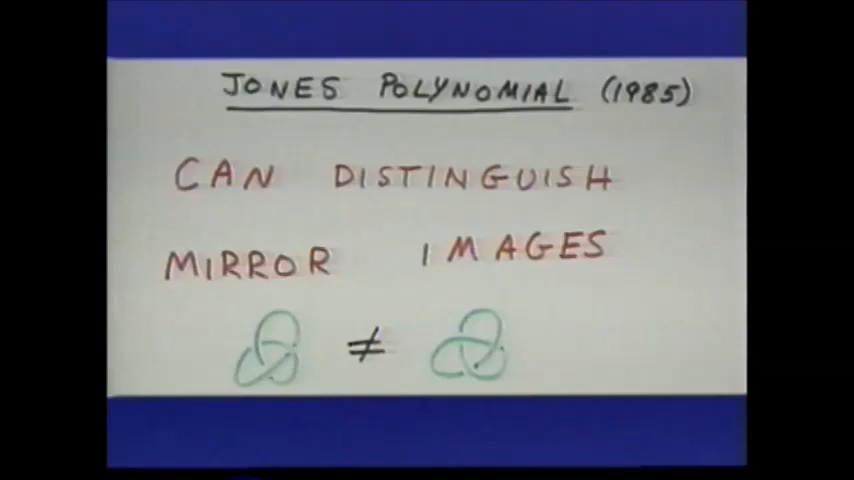 JONES POLYNOMIAL (1985)
CAN DISTINGUISH
MIRROR IMAGES
≠